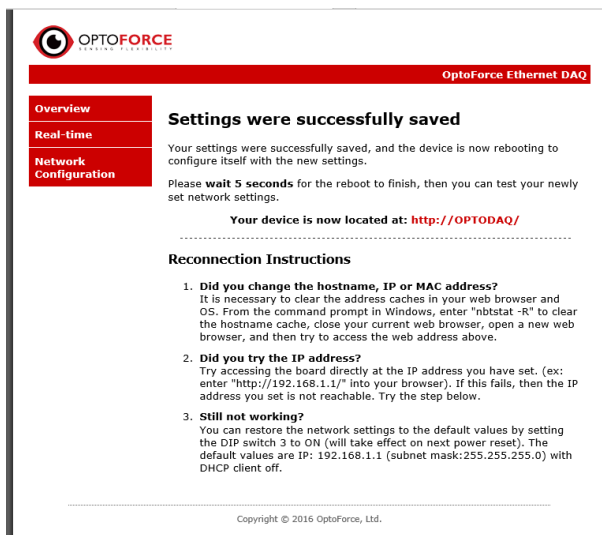 OPTOFORCE
SENSING FLEXIBILITY
OptoForce Ethernet DAQ
Overview
Real-time
Network
Configuration
Settings were successfully saved
Your settings were successfully saved, and the device is now rebooting to
configure itself with the new settings.
Please wait 5 seconds for the reboot to finish, then you can test your newly
set network settings.
Your device is now located at: http://OPTODAQ/
Reconnection Instructions
1. Did you change the hostname, IP or MAC address?
It is necessary to clear the address caches in your web browser and
OS. From the command prompt in Windows, enter "nbtstat -R" to clear
the hostname cache, close your current web browser, open a new web
browser, and then try to access the web address above.
2. Did you try the IP address?
Try accessing the board directly at the IP address you have set. (ex:
enter "http://192.168.1.1/" into your browser). If this fails, then the IP
address you set is not reachable. Try the step below.
3. Still not working?
You can restore the network settings to the default values by setting
the DIP switch 3 to ON (will take effect on next power reset). The
default values are IP: 192.168.1.1 (subnet mask:255.255.255.0) with
DHCP client off.
Copyright © 2016 OptoForce, Ltd.